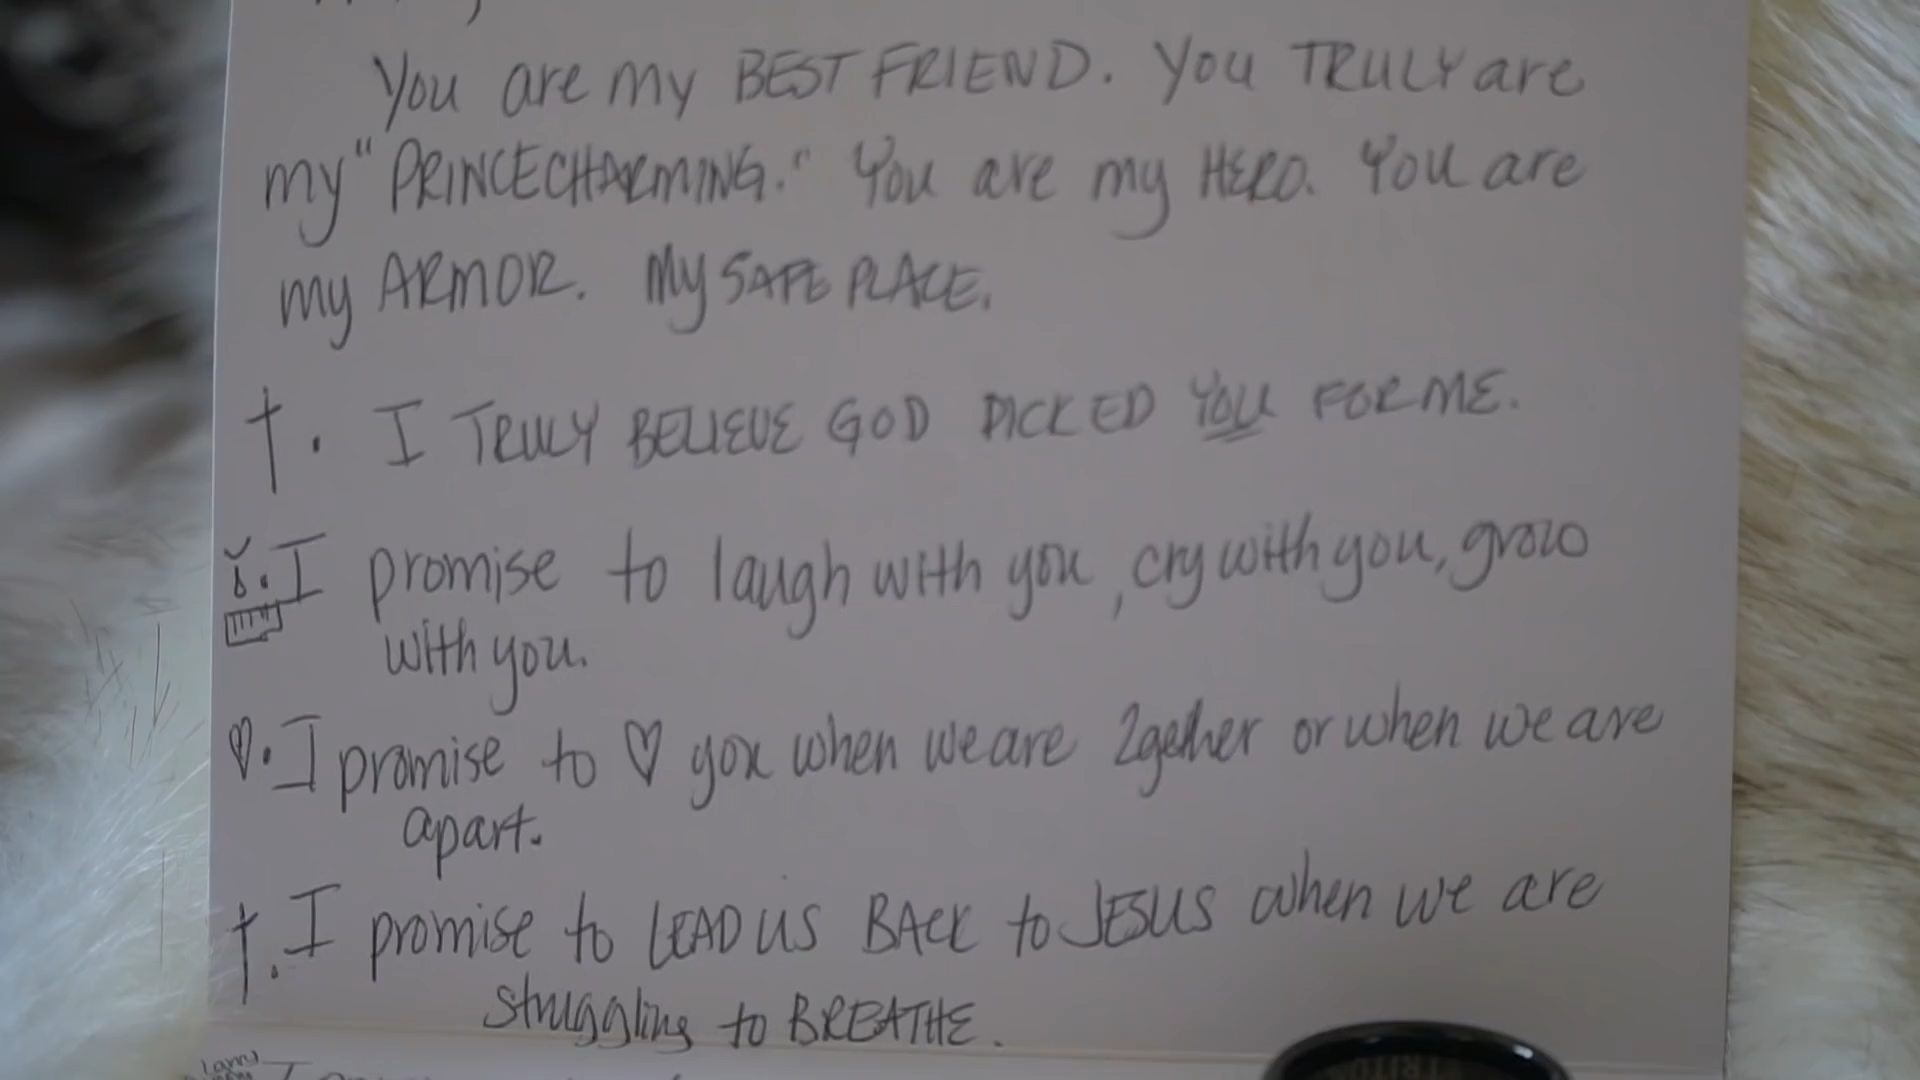 You are my BEST FRIEND. You TRULY are
my "PRINCECHARMING." You are my HERO. You are
my ARMOR. My SAFE PLACE.
†. I TRULY BELIEVE GOD PICKED YOU FOR ME.
I promise to laugh with you, cry with you, grow
with you.
♡. I promise to ♡ you when we are 2gether or when we are
apart.
†. I promise to LEAD US BACK to JESUS when we are
struggling to BREATHE.